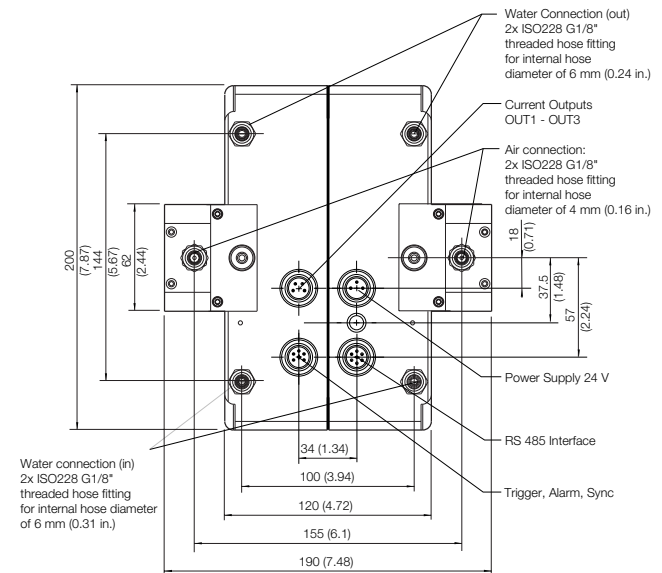 Water Connection (out)
2x ISO228 G1/8"
threaded hose fitting
for internal hose
diameter of 6 mm (0.24 in.)
Current Outputs
OUT1 - OUT3
Air connection:
2x ISO228 G1/8"
threaded hose fitting
for internal hose
diameter of 4 mm (0.16 in.)
200
(7.87)
144
(5.67)
62
(2.44)
18
(0.71)
37.5
(1.48)
57
(2.24)
Power Supply 24 V
RS 485 Interface
Trigger, Alarm, Sync
Water connection (in)
2x ISO228 G1/8"
threaded hose fitting
for internal hose diameter
of 6 mm (0.31 in.)
34 (1.34)
100 (3.94)
120 (4.72)
155 (6.1)
190 (7.48)